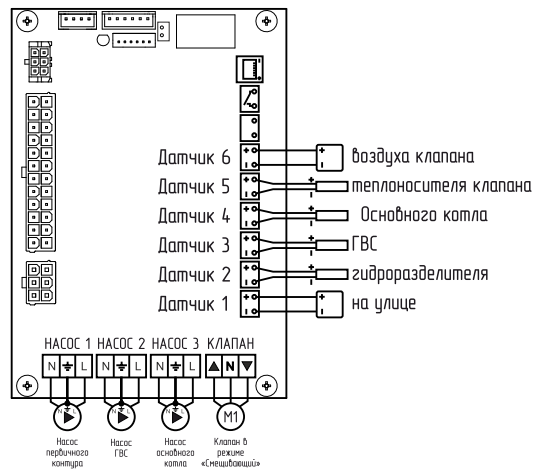 Датчик 6 + - + - воздуха клапана
Датчик 5 + - + - теплоносителя клапана
Датчик 4 + - + - Основного котла
Датчик 3 + - + - ГВС
Датчик 2 + - + - гидроразделителя
Датчик 1 + - + - на улице
НАСОС 1 НАСОС 2 НАСОС 3 КЛАПАН
N L N L N L N
N L N L N L M1
Насос первичного контура
Насос ГВС
Насос основного котла
Клапан в режиме «Смешивающий»